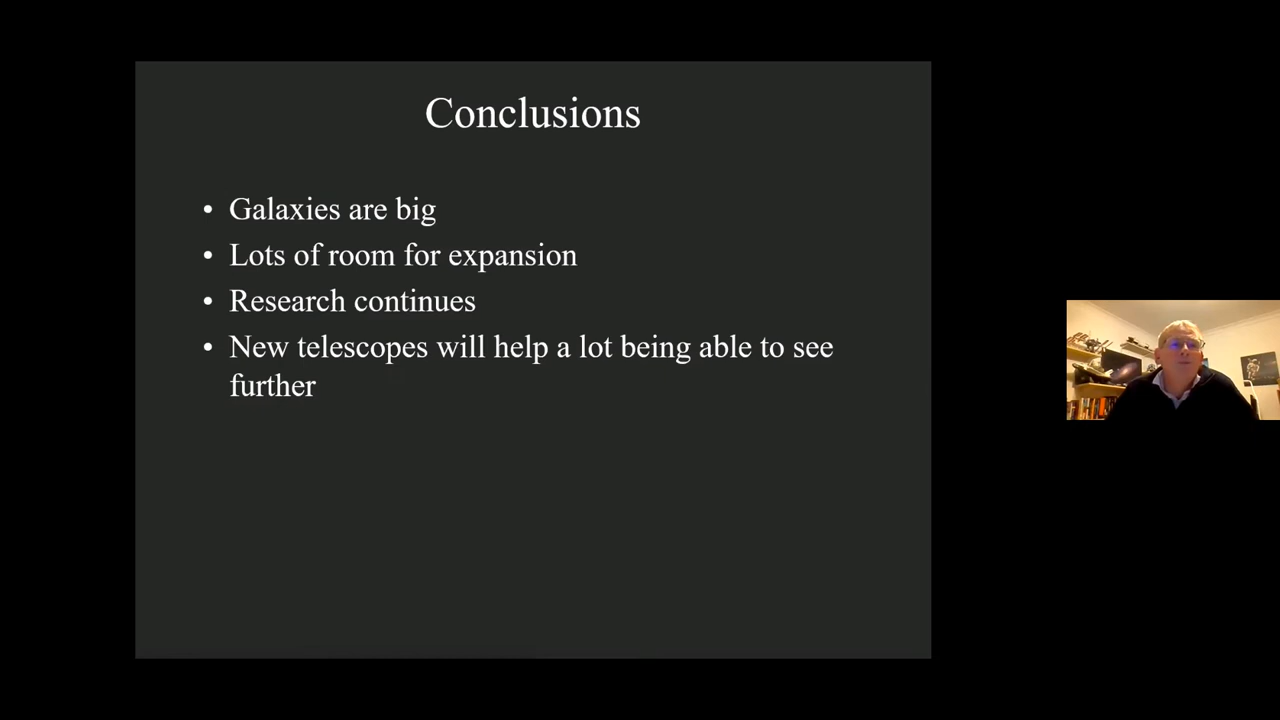 Conclusions
• Galaxies are big
• Lots of room for expansion
• Research continues
• New telescopes will help a lot being able to see
further